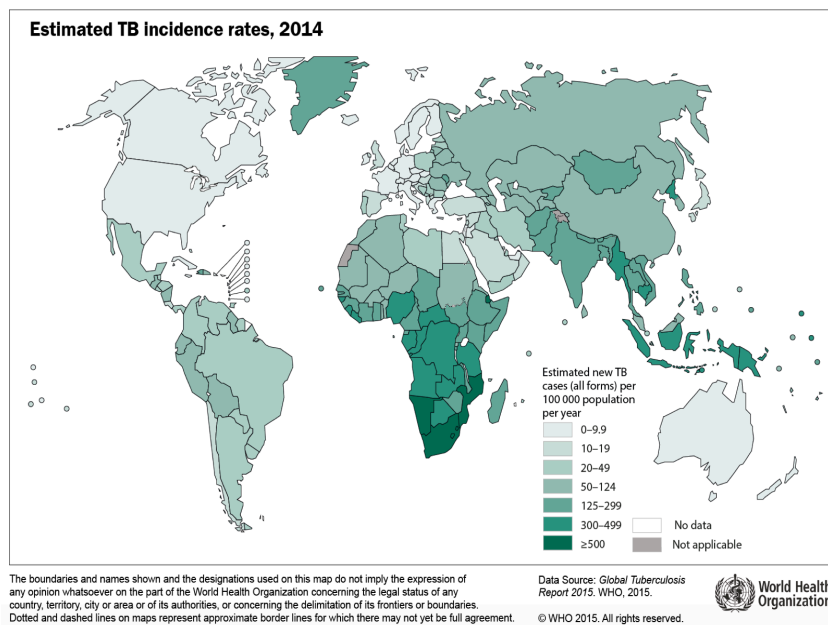 Estimated TB incidence rates, 2014
Estimated new TB
cases (all forms) per
100 000 population
per year
0–9.9
10–19
20–49
50–124
125–299
300–499
≥500
No data
Not applicable
The boundaries and names shown and the designations used on this map do not imply the expression of
any opinion whatsoever on the part of the World Health Organization concerning the legal status of any
country, territory, city or area or of its authorities, or concerning the delimitation of its frontiers or boundaries.
Dotted and dashed lines on maps represent approximate border lines for which there may not yet be full agreement.
Data Source: Global Tuberculosis
Report 2015. WHO, 2015.
© WHO 2015. All rights reserved.
World Health
Organization